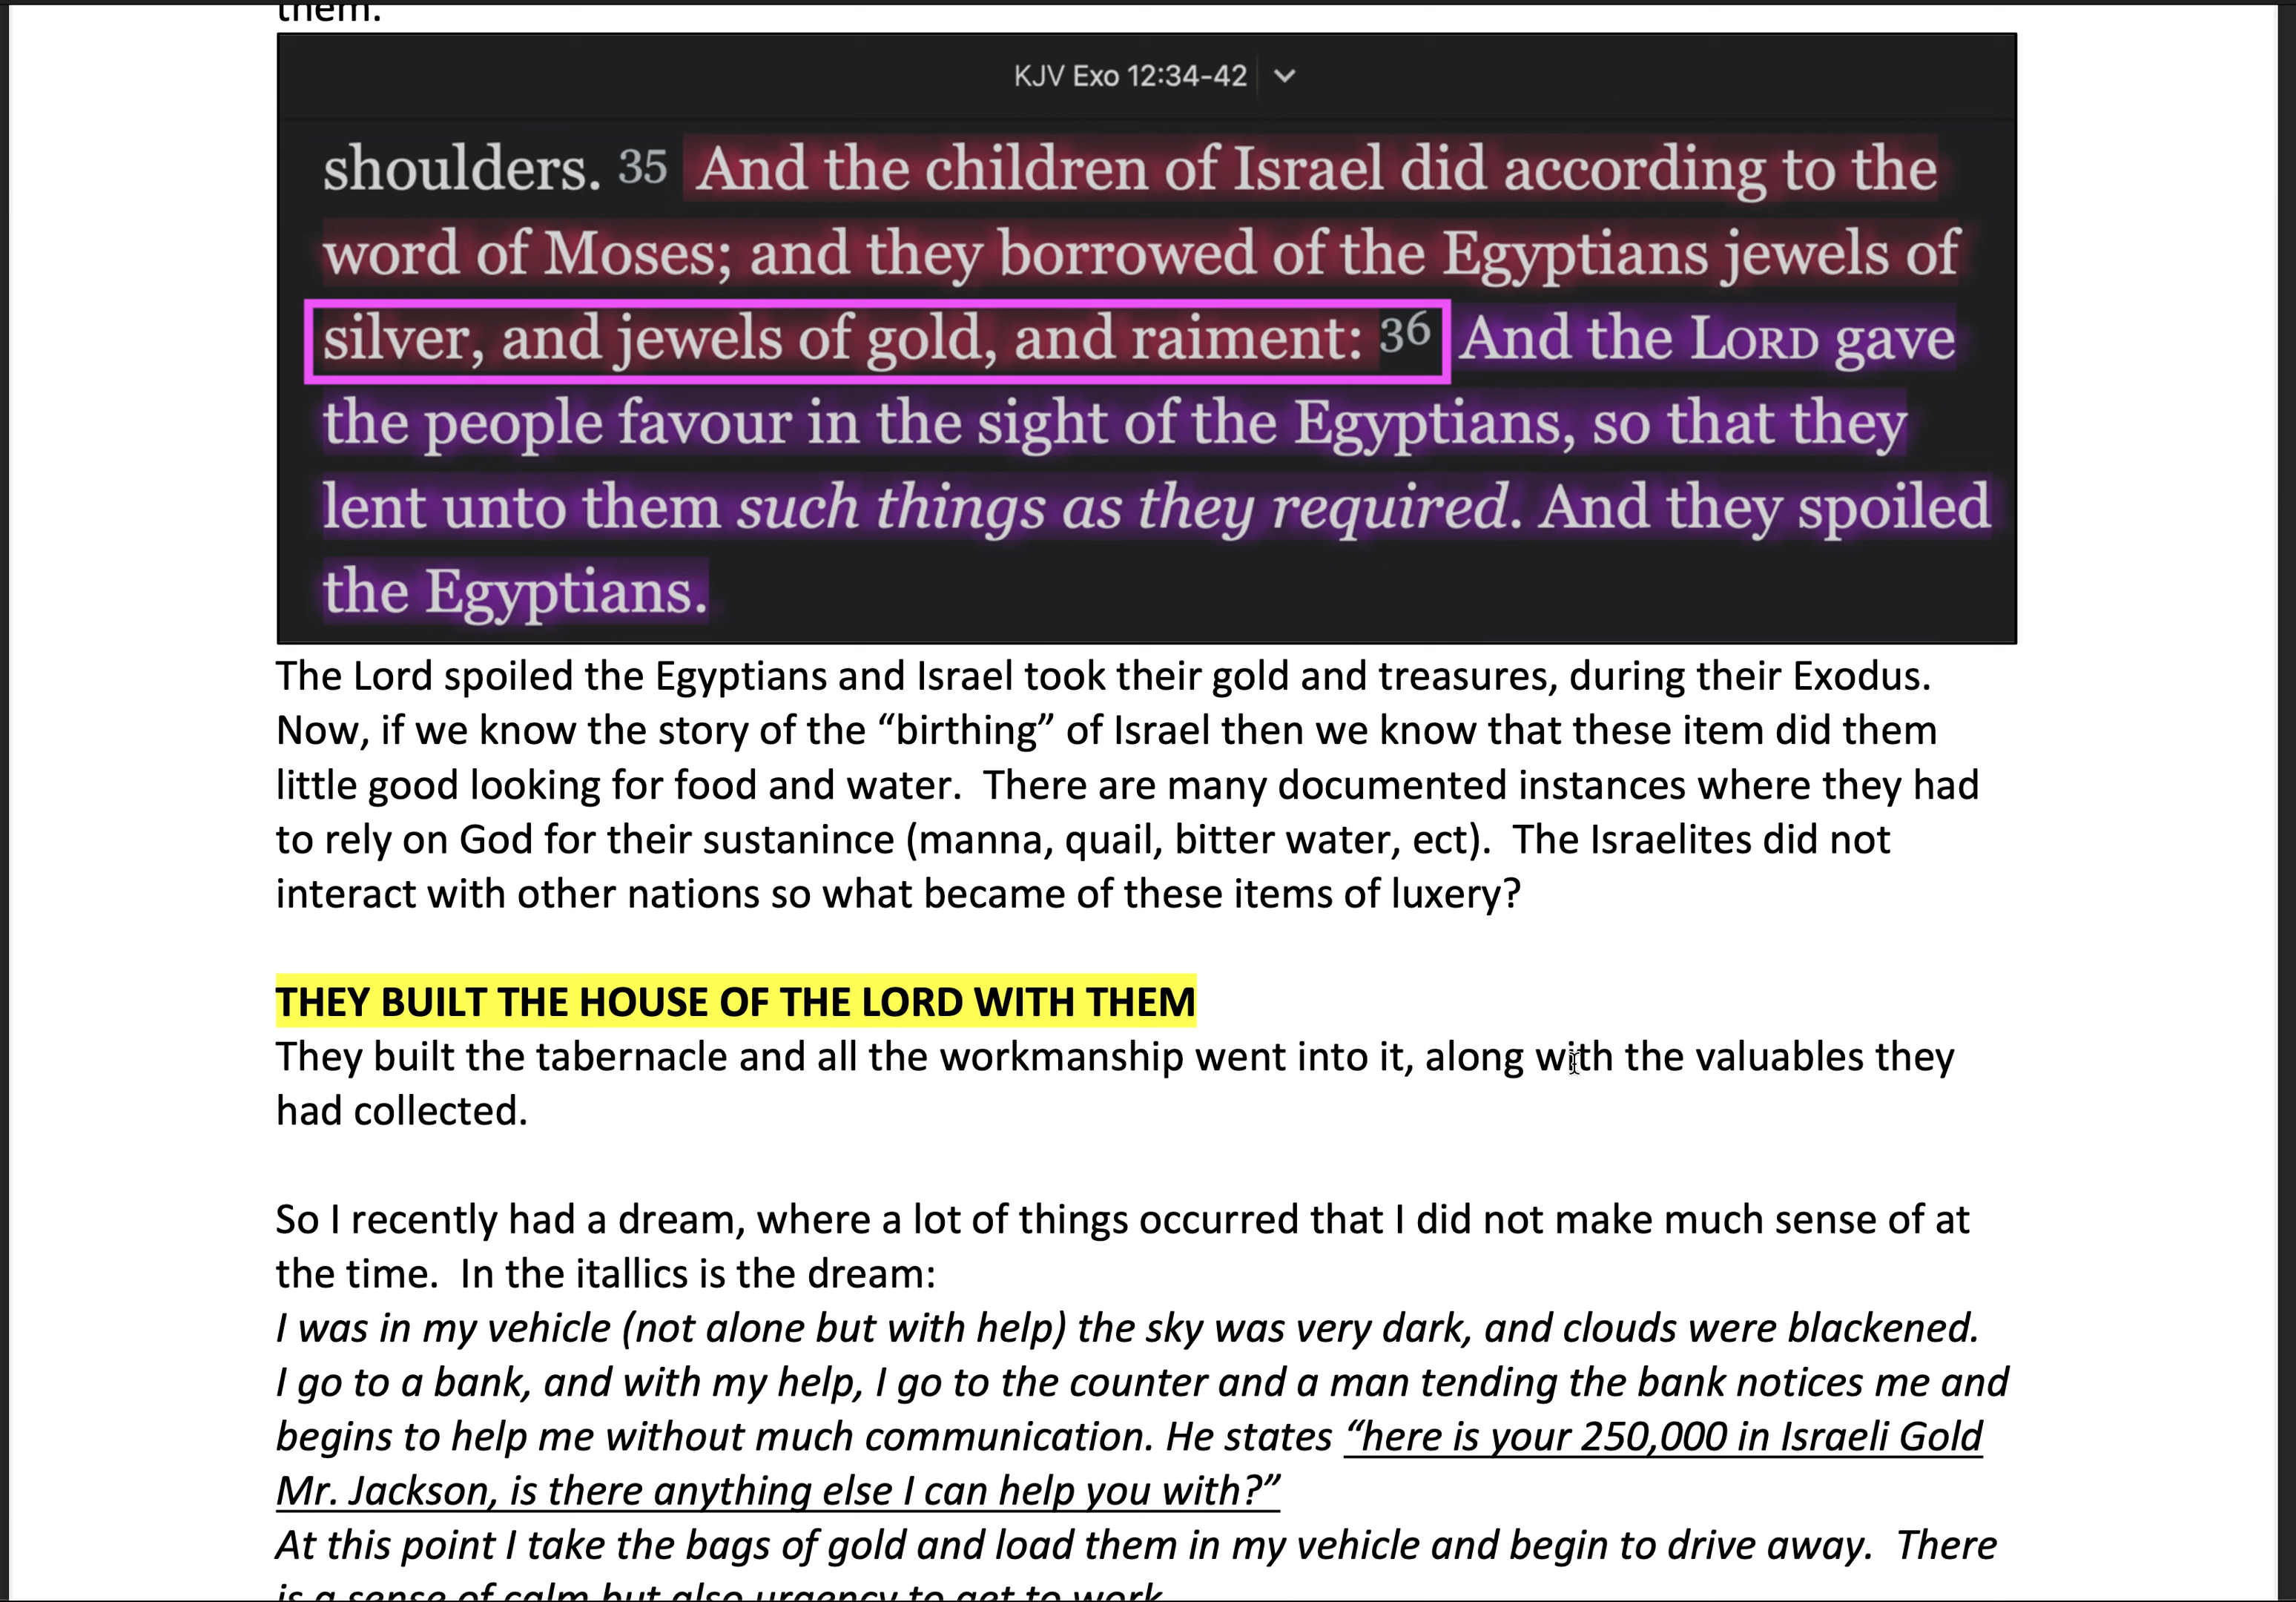 them.
KJV Exo 12:34-42
shoulders. 35 And the children of Israel did according to the
word of Moses; and they borrowed of the Egyptians jewels of
silver, and jewels of gold, and raiment: 36 And the LORD gave
the people favour in the sight of the Egyptians, so that they
lent unto them such things as they required. And they spoiled
the Egyptians.
The Lord spoiled the Egyptians and Israel took their gold and treasures, during their Exodus.
Now, if we know the story of the “birthing” of Israel then we know that these item did them
little good looking for food and water.  There are many documented instances where they had
to rely on God for their sustanince (manna, quail, bitter water, ect).  The Israelites did not
interact with other nations so what became of these items of luxery?
THEY BUILT THE HOUSE OF THE LORD WITH THEM
They built the tabernacle and all the workmanship went into it, along with the valuables they
had collected.
So I recently had a dream, where a lot of things occurred that I did not make much sense of at
the time.  In the itallics is the dream:
I was in my vehicle (not alone but with help) the sky was very dark, and clouds were blackened.
I go to a bank, and with my help, I go to the counter and a man tending the bank notices me and
begins to help me without much communication. He states “here is your 250,000 in Israeli Gold
Mr. Jackson, is there anything else I can help you with?”
At this point I take the bags of gold and load them in my vehicle and begin to drive away.  There
is a sense of calm but also urgency to get to work.